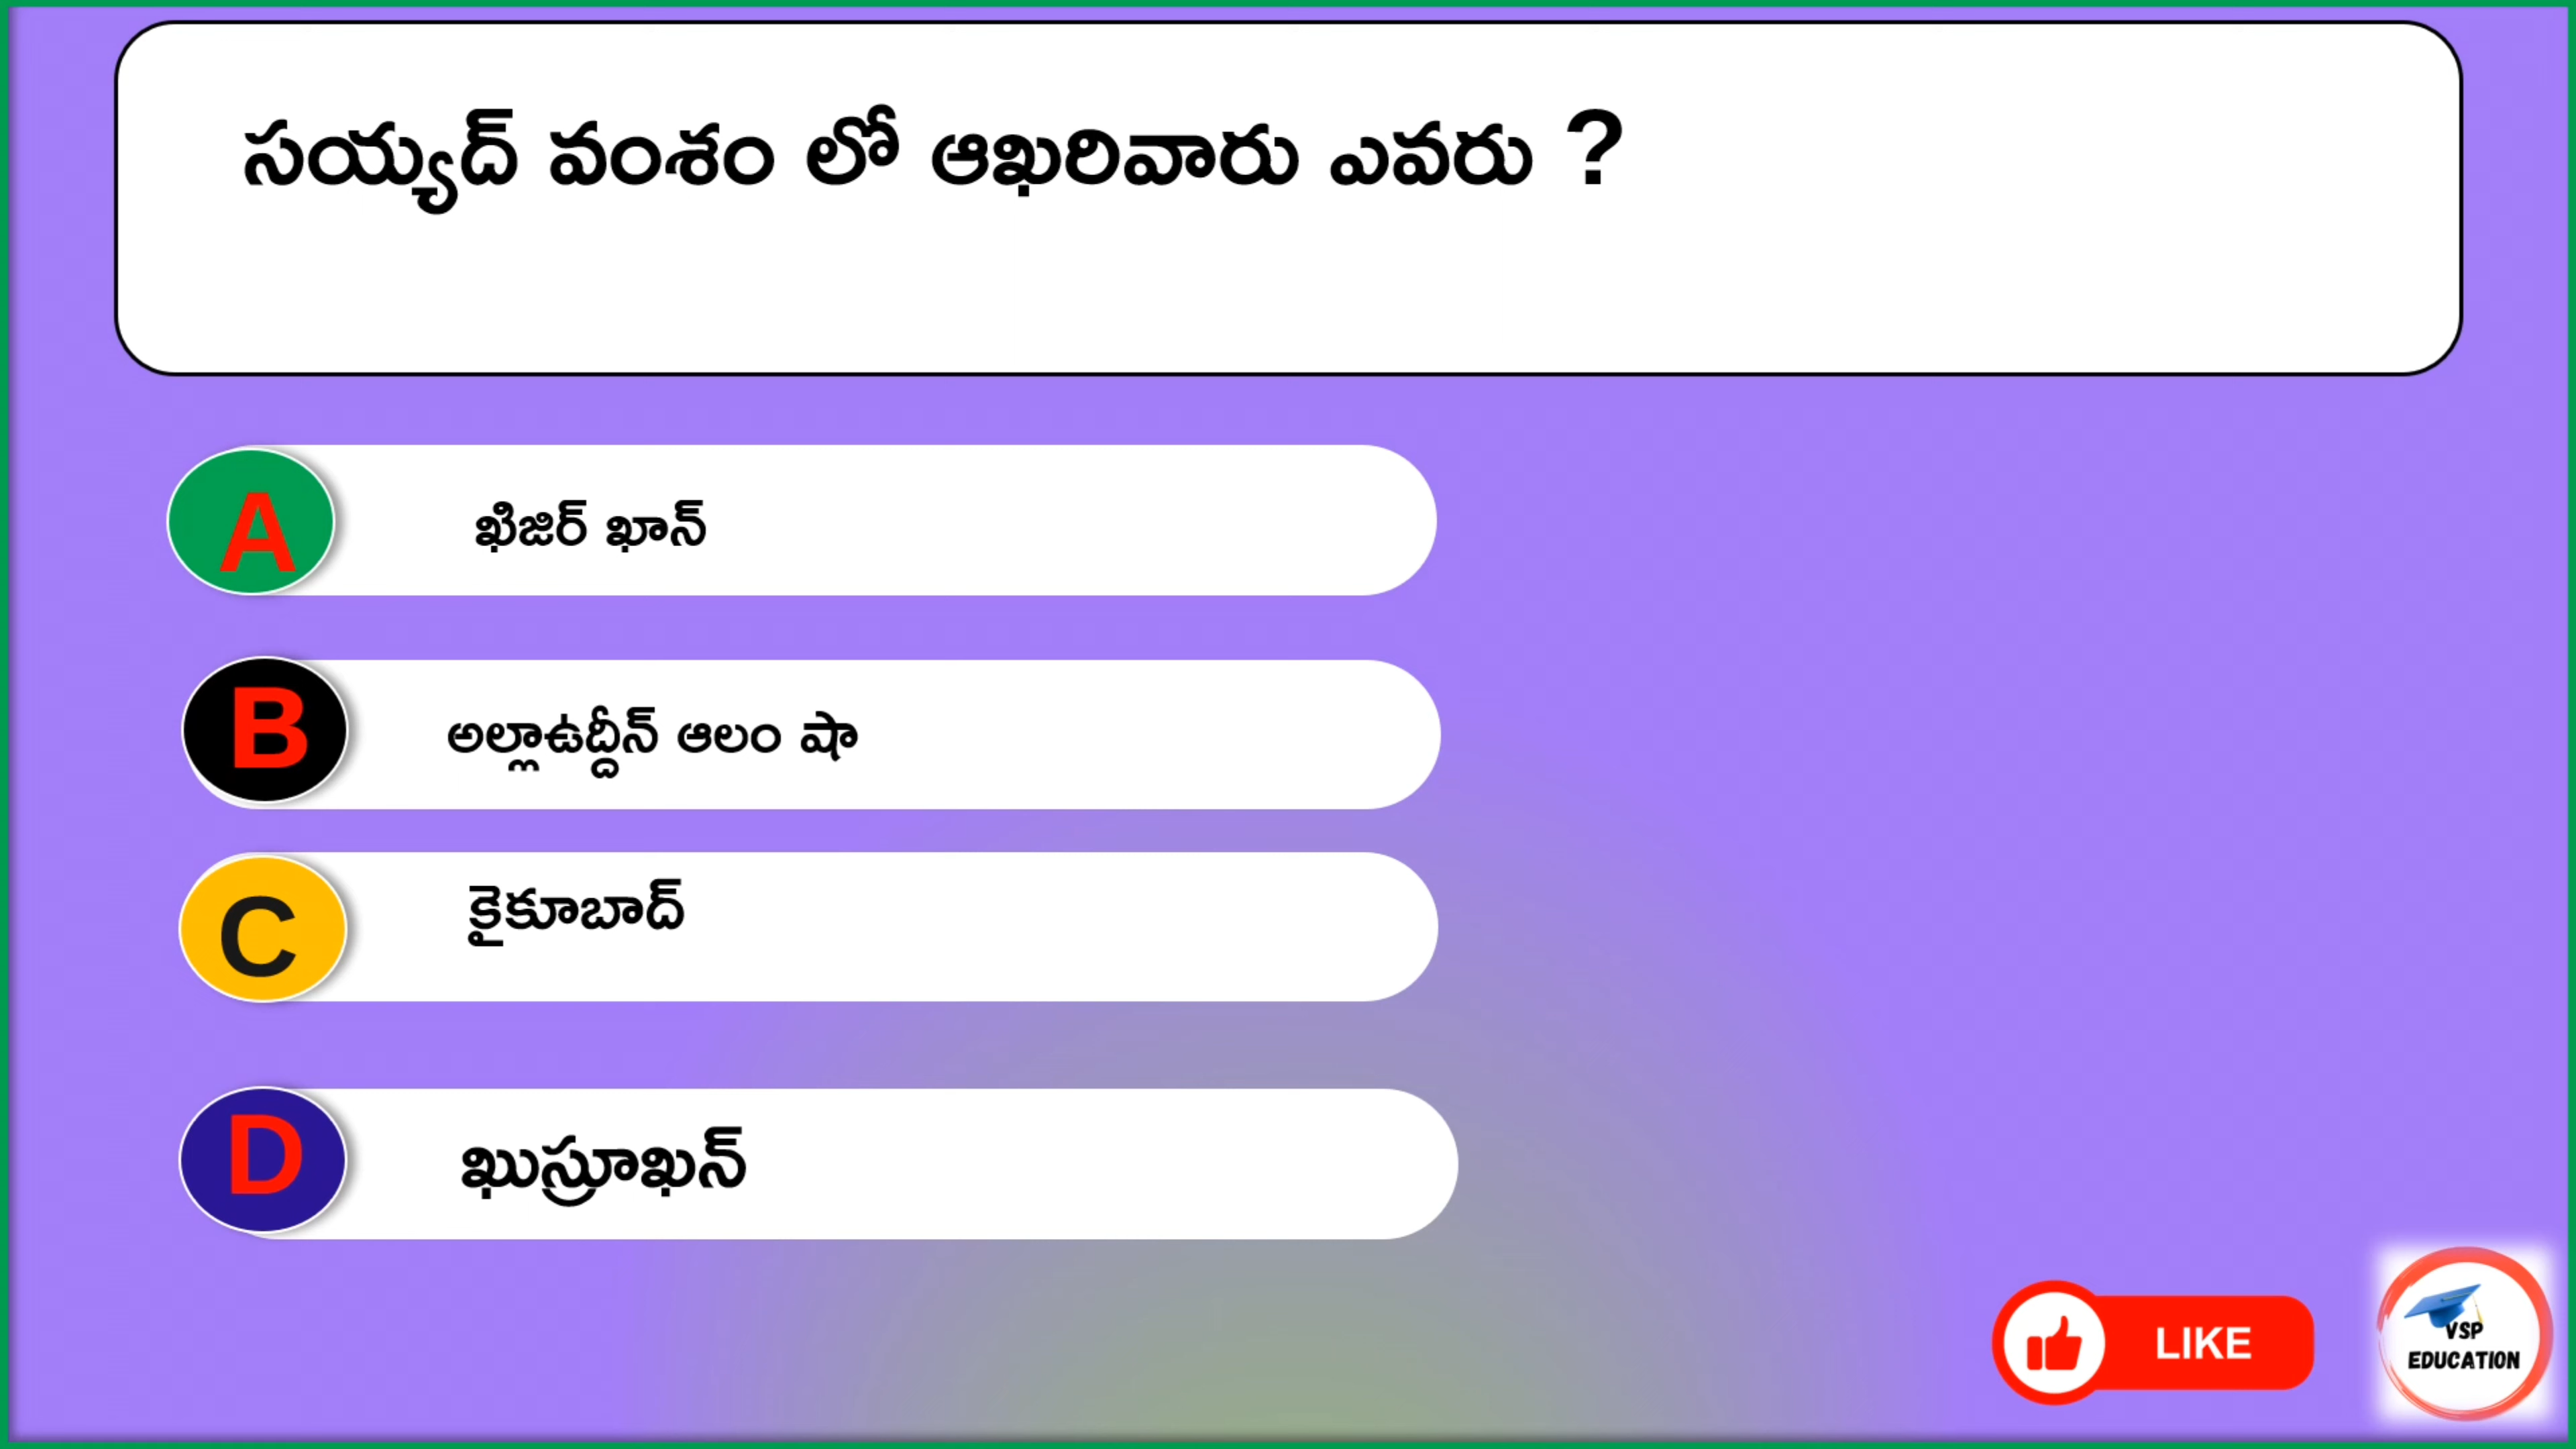 సయ్యద్ వంశం లో ఆఖరివారు ఎవరు ?
A
ఖిజిర్ ఖాన్
B
అల్లాఉద్దీన్ ఆలం షా
C
కైకూబాద్
D
ఖుస్రూఖన్
LIKE
VSP
EDUCATION